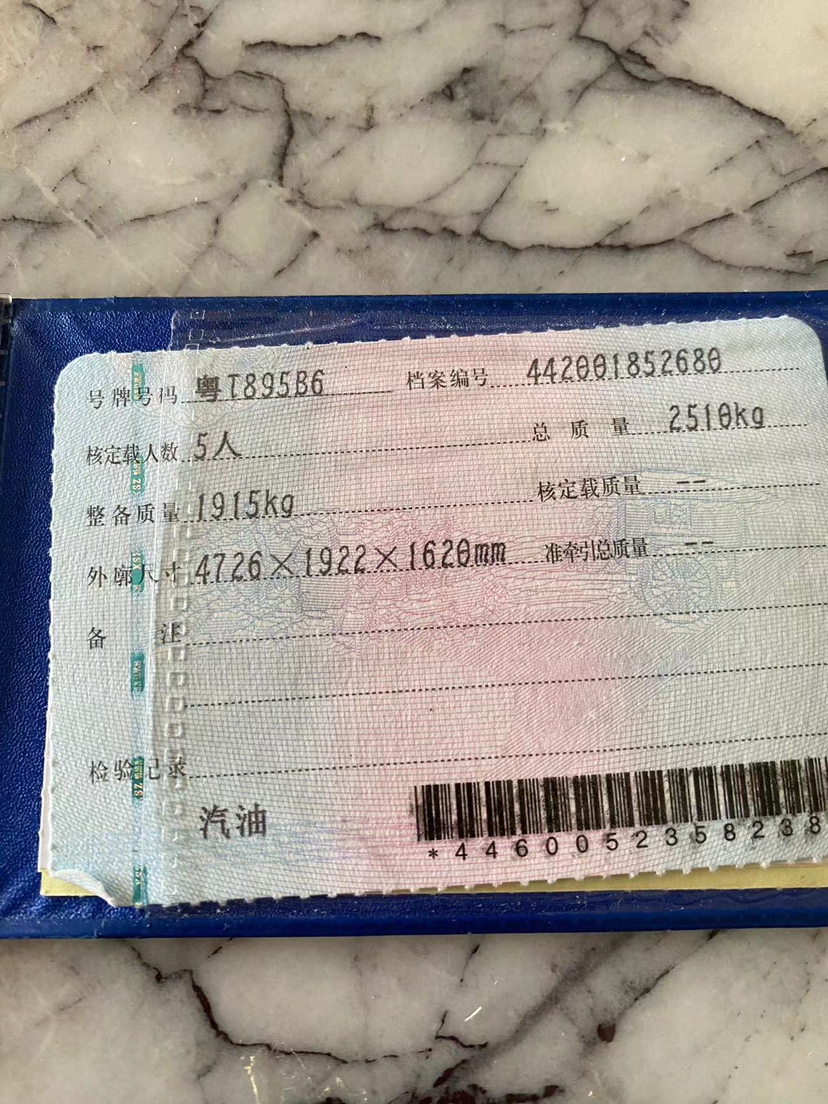 号牌号码 粤T895B6 档案编号 442001852680
核定载人数 5人 总质量 2510kg
整备质量 1915kg 核定载质量 --
外廓尺寸 4726×1922×1620mm 准牵引总质量 --
备注
检验记录
汽油
*4460052358238